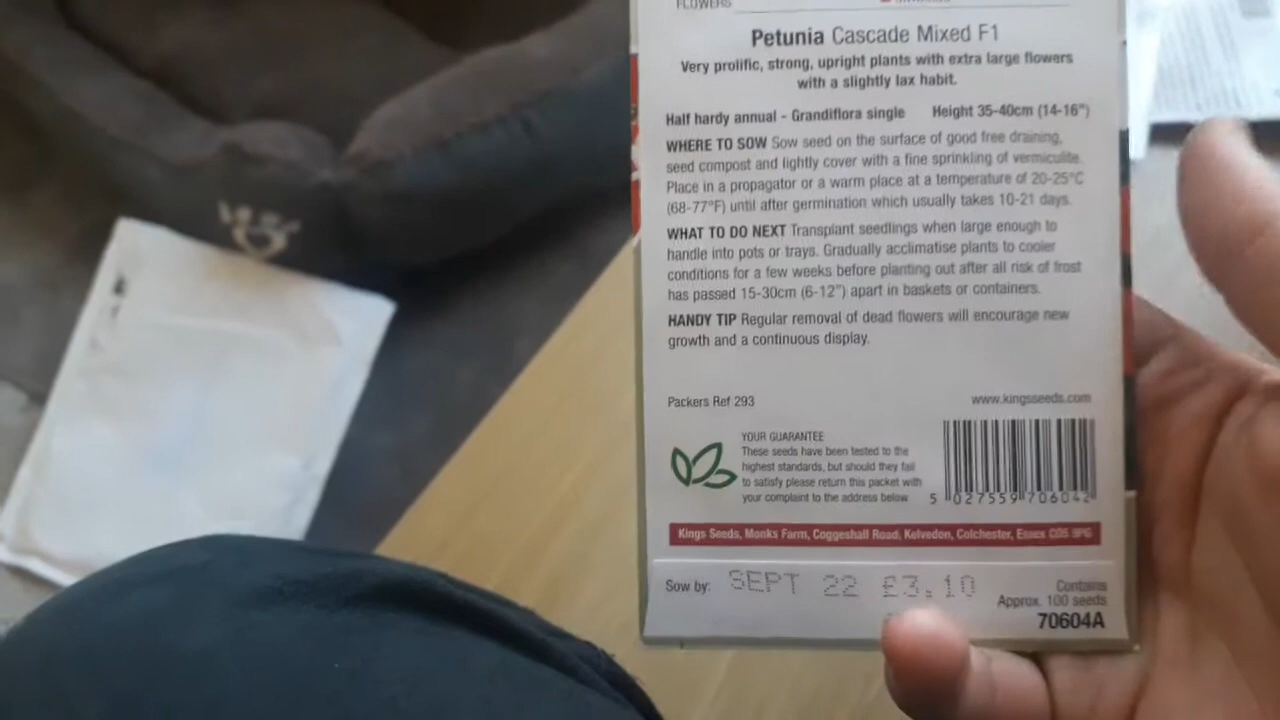 FLOWERS
Petunia Cascade Mixed F1
Very prolific, strong, upright plants with extra large flowers
with a slightly lax habit.
Half hardy annual - Grandiflora single Height 35-40cm (14-16")
WHERE TO SOW Sow seed on the surface of good free draining,
seed compost and lightly cover with a fine sprinkling of vermiculite.
Place in a propagator or a warm place at a temperature of 20-25°C
(68-77°F) until after germination which usually takes 10-21 days.
WHAT TO DO NEXT Transplant seedlings when large enough to
handle into pots or trays. Gradually acclimatise plants to cooler
conditions for a few weeks before planting out after all risk of frost
has passed 15-30cm (6-12") apart in baskets or containers.
HANDY TIP Regular removal of dead flowers will encourage new
growth and a continuous display.
Packers Ref 293 www.kingsseeds.com
YOUR GUARANTEE
These seeds have been tested to the
highest standards, but should they fail
to satisfy please return this packet with
your complaint to the address below
5 027559 706042
Kings Seeds, Monks Farm, Coggeshall Road, Kelvedon, Colchester, Essex CO5 9PG
Sow by: SEPT 22 £3.10
Contains
Approx. 100 seeds
70604A